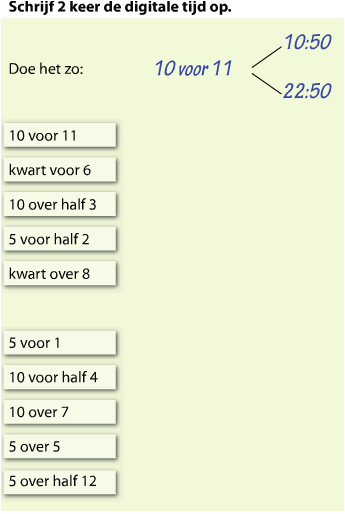 Schrijf 2 keer de digitale tijd op.
10:50
Doe het zo: 10 voor 11
22:50
10 voor 11
kwart voor 6
10 over half 3
5 voor half 2
kwart over 8
5 voor 1
10 voor half 4
10 over 7
5 over 5
5 over half 12